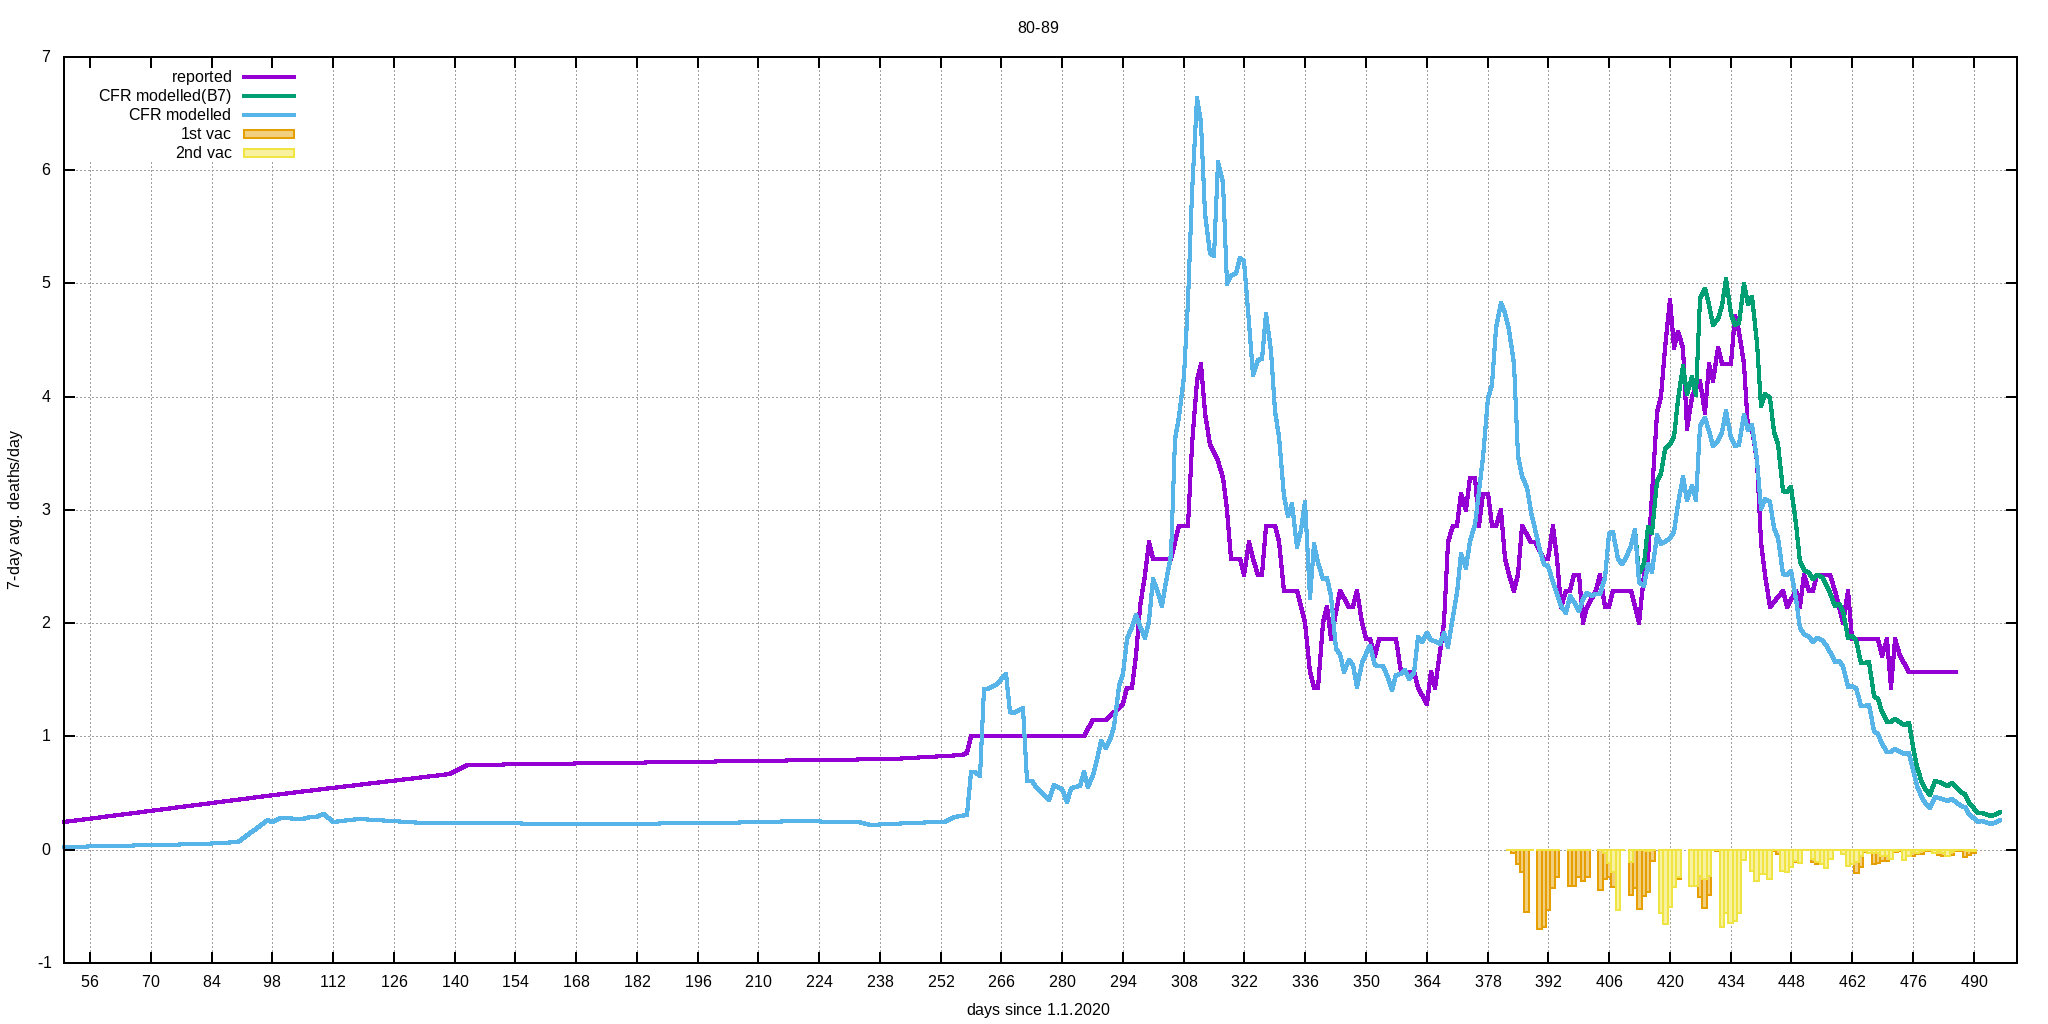 80-89
7
reported
CFR modelled(B7)
CFR modelled
1st vac
2nd vac
6
5
4
3
2
1
0
-1
7-day avg. deaths/day
56 70 84 98 112 126 140 154 168 182 196 210 224 238 252 266 280 294 308 322 336 350 364 378 392 406 420 434 448 462 476 490
days since 1.1.2020